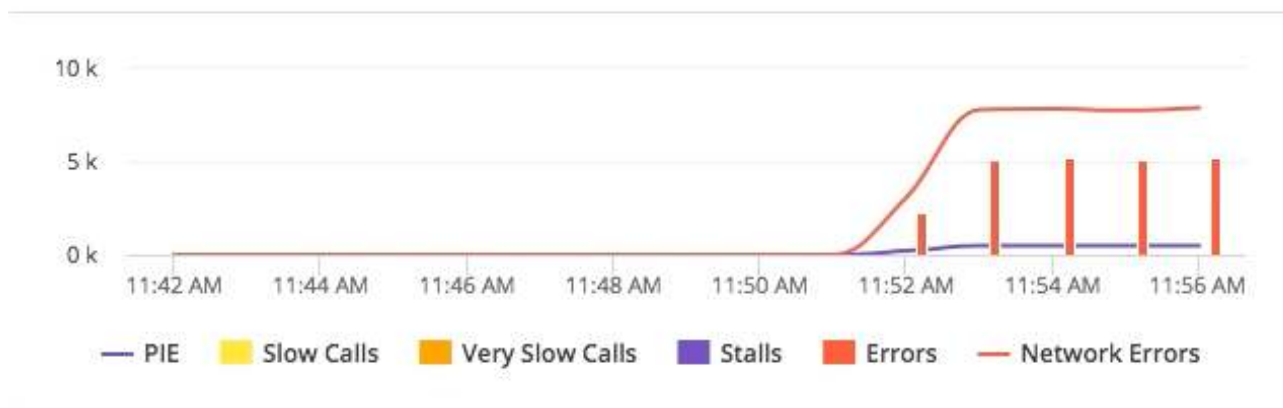 10 k
5 k
0 k
11:42 AM 11:44 AM 11:46 AM 11:48 AM 11:50 AM 11:52 AM 11:54 AM 11:56 AM
PIE Slow Calls Very Slow Calls Stalls Errors Network Errors